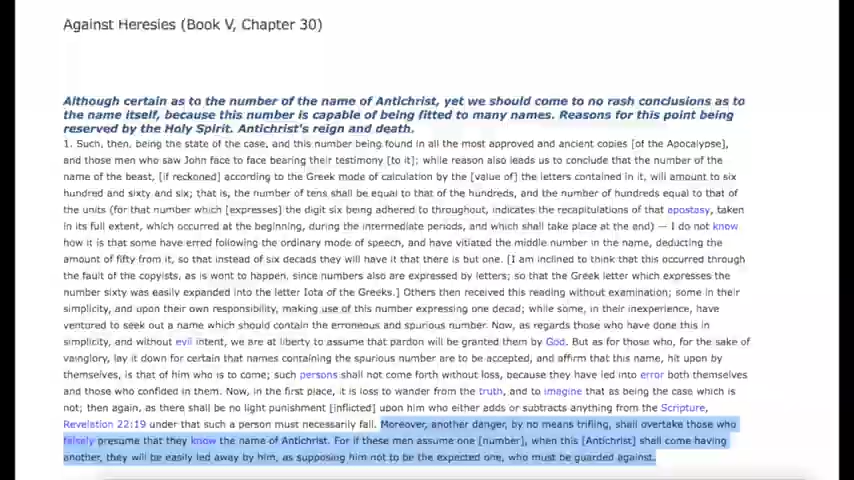 Against Heresies (Book V, Chapter 30)
Although certain as to the number of the name of Antichrist, yet we should come to no rash conclusions as to
the name itself, because this number is capable of being fitted to many names. Reasons for this point being
reserved by the Holy Spirit. Antichrist's reign and death.
1. Such, then, being the state of the case, and this number being found in all the most approved and ancient copies [of the Apocalypse],
and those men who saw John face to face bearing their testimony [to it]; while reason also leads us to conclude that the number of the
name of the beast, [if reckoned] according to the Greek mode of calculation by the [value of] the letters contained in it, will amount to six
hundred and sixty and six; that is, the number of tens shall be equal to that of the hundreds, and the number of hundreds equal to that of
the units (for that number which [expresses] the digit six being adhered to throughout, indicates the recapitulations of that apostasy, taken
in its full extent, which occurred at the beginning, during the intermediate periods, and which shall take place at the end) — I do not know
how it is that some have erred following the ordinary mode of speech, and have vitiated the middle number in the name, deducting the
amount of fifty from it, so that instead of six decads they will have it that there is but one. [I am inclined to think that this occurred through
the fault of the copyists, as is wont to happen, since numbers also are expressed by letters; so that the Greek letter which expresses the
number sixty was easily expanded into the letter Iota of the Greeks.] Others then received this reading without examination; some in their
simplicity, and upon their own responsibility, making use of this number expressing one decad; while some, in their inexperience, have
ventured to seek out a name which should contain the erroneous and spurious number. Now, as regards those who have done this in
simplicity, and without evil intent, we are at liberty to assume that pardon will be granted them by God. But as for those who, for the sake of
vainglory, lay it down for certain that names containing the spurious number are to be accepted, and affirm that this name, hit upon by
themselves, is that of him who is to come; such persons shall not come forth without loss, because they have led into error both themselves
and those who confided in them. Now, in the first place, it is loss to wander from the truth, and to imagine that as being the case which is
not; then again, as there shall be no light punishment [inflicted] upon him who either adds or subtracts anything from the Scripture,
Revelation 22:19 under that such a person must necessarily fall. Moreover, another danger, by no means trifling, shall overtake those who
falsely presume that they know the name of Antichrist. For if these men assume one [number], when this [Antichrist] shall come having
another, they will be easily led away by him, as supposing him not to be the expected one, who must be guarded against.